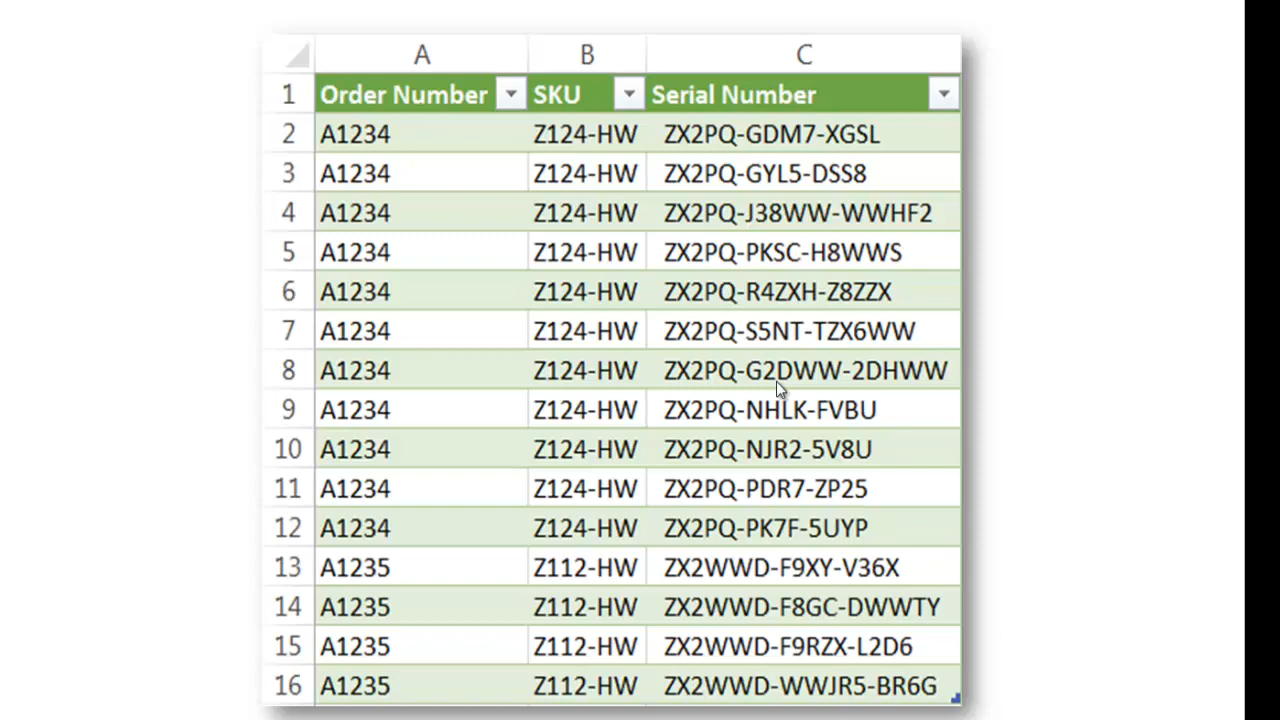 A B C
1 Order Number SKU Serial Number
2 A1234 Z124-HW ZX2PQ-GDM7-XGSL
3 A1234 Z124-HW ZX2PQ-GYL5-DSS8
4 A1234 Z124-HW ZX2PQ-J38WW-WWHF2
5 A1234 Z124-HW ZX2PQ-PKSC-H8WWS
6 A1234 Z124-HW ZX2PQ-R4ZXH-Z8ZZX
7 A1234 Z124-HW ZX2PQ-S5NT-TZX6WW
8 A1234 Z124-HW ZX2PQ-G2DWW-2DHWW
9 A1234 Z124-HW ZX2PQ-NHLK-FVBU
10 A1234 Z124-HW ZX2PQ-NJR2-5V8U
11 A1234 Z124-HW ZX2PQ-PDR7-ZP25
12 A1234 Z124-HW ZX2PQ-PK7F-5UYP
13 A1235 Z112-HW ZX2WWD-F9XY-V36X
14 A1235 Z112-HW ZX2WWD-F8GC-DWWTY
15 A1235 Z112-HW ZX2WWD-F9RZX-L2D6
16 A1235 Z112-HW ZX2WWD-WWJR5-BR6G